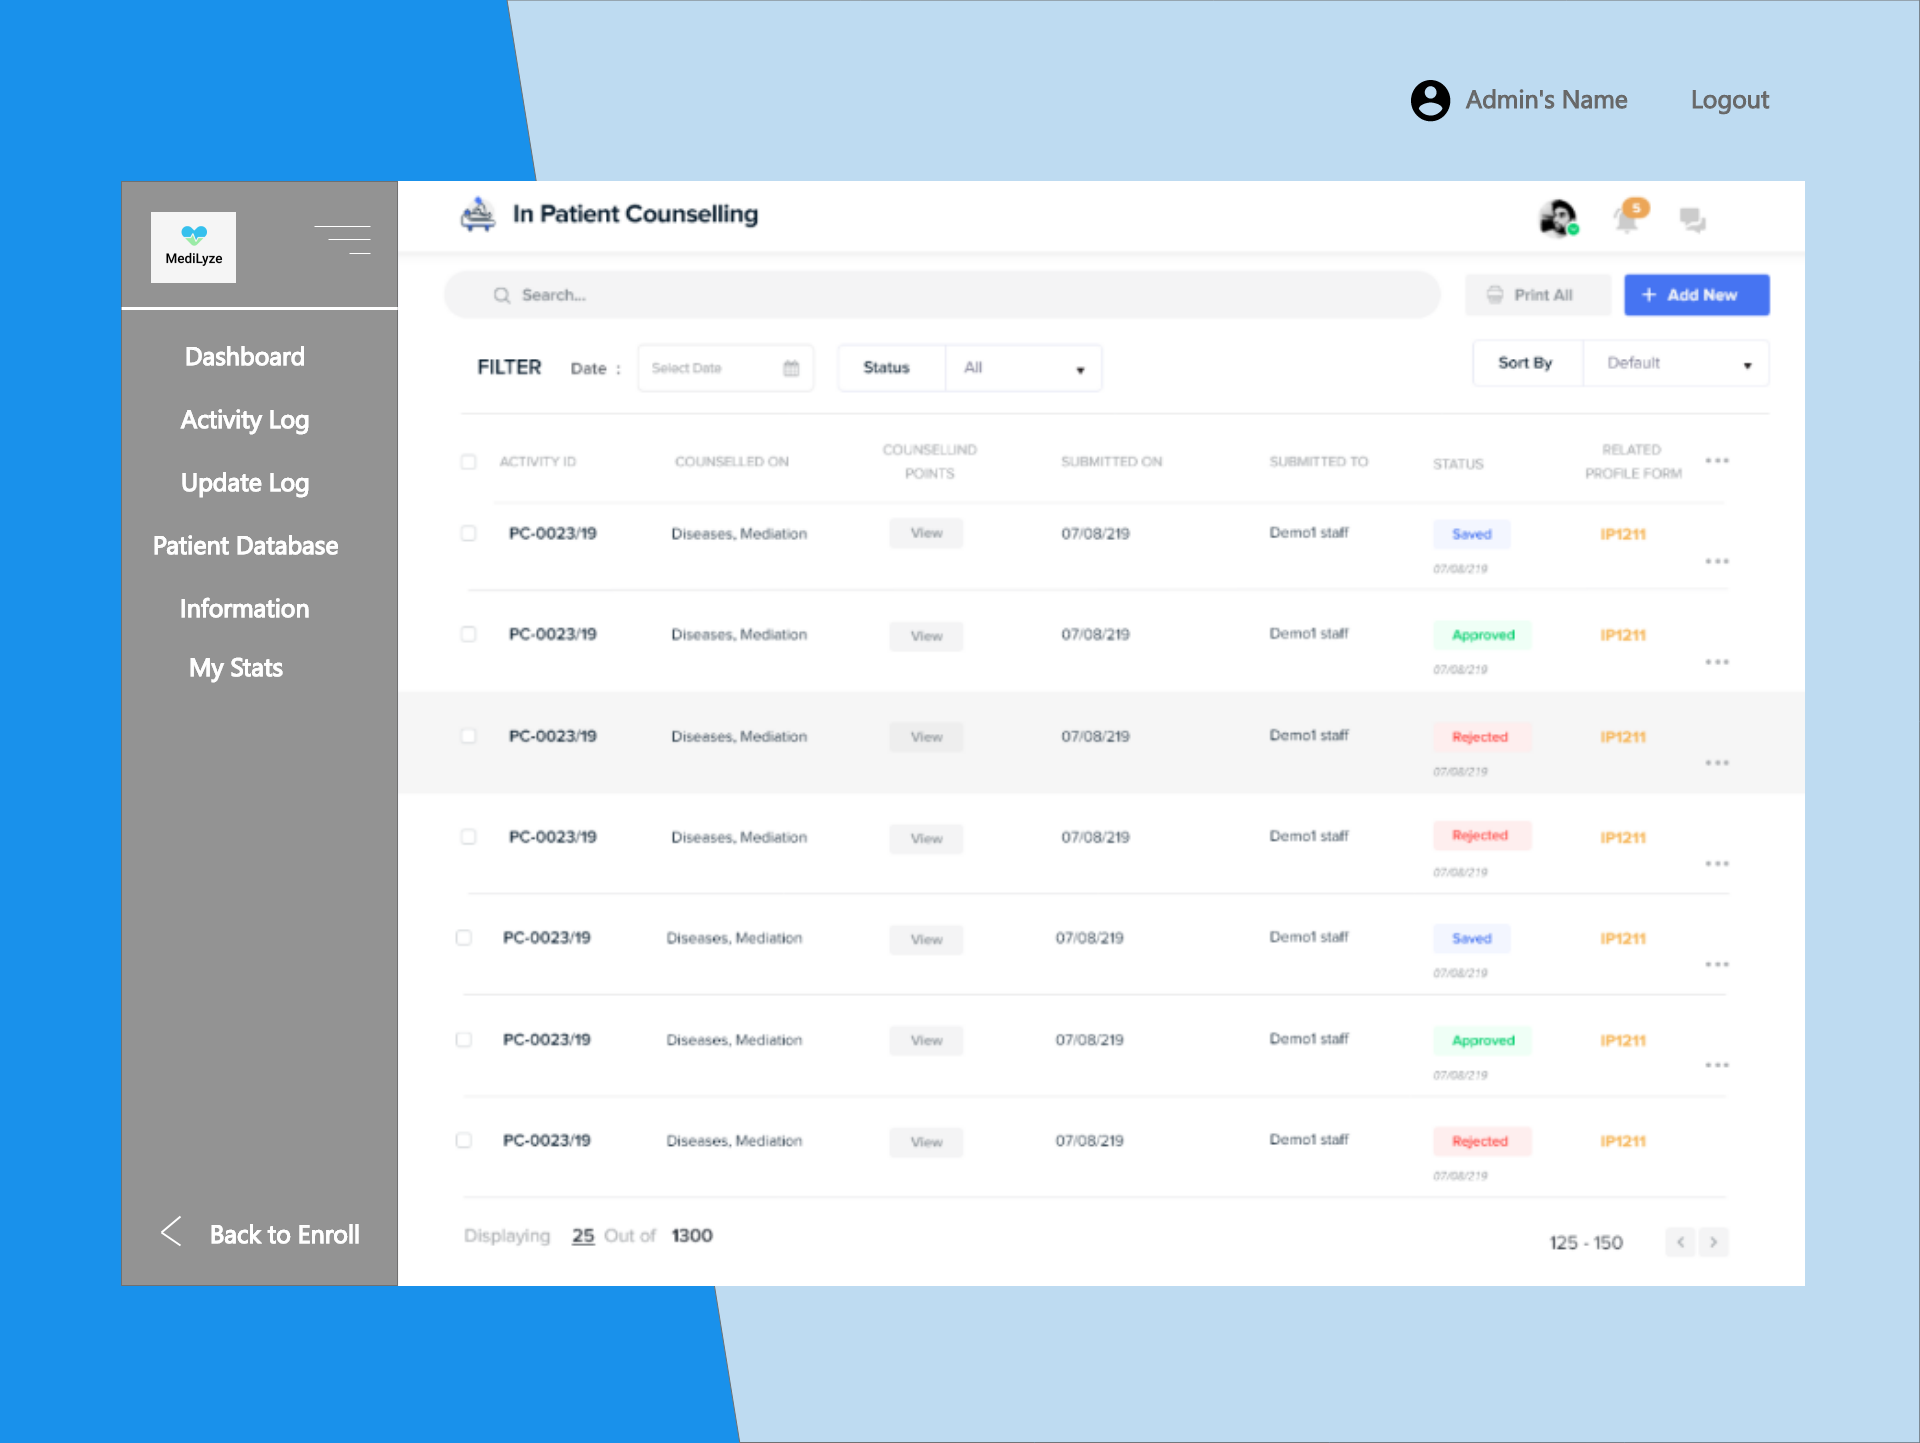 Admin's Name Logout
MediLyze
In Patient Counselling
5
Search...
Print All
+ Add New
Dashboard
Activity Log
Update Log
Patient Database
Information
My Stats
Back to Enroll
FILTER Date : Select Date Status All Sort By Default
ACTIVITY ID COUNSELLED ON COUNSELLIND POINTS SUBMITTED ON SUBMITTED TO STATUS RELATED PROFILE FORM
PC-0023/19 Diseases, Mediation View 07/08/219 Demo1 staff Saved IP1211
07/08/219
PC-0023/19 Diseases, Mediation View 07/08/219 Demo1 staff Approved IP1211
07/08/219
PC-0023/19 Diseases, Mediation View 07/08/219 Demo1 staff Rejected IP1211
07/08/219
PC-0023/19 Diseases, Mediation View 07/08/219 Demo1 staff Rejected IP1211
07/08/219
PC-0023/19 Diseases, Mediation View 07/08/219 Demo1 staff Saved IP1211
07/08/219
PC-0023/19 Diseases, Mediation View 07/08/219 Demo1 staff Approved IP1211
07/08/219
PC-0023/19 Diseases, Mediation View 07/08/219 Demo1 staff Rejected IP1211
07/08/219
Displaying 25 Out of 1300
125 - 150